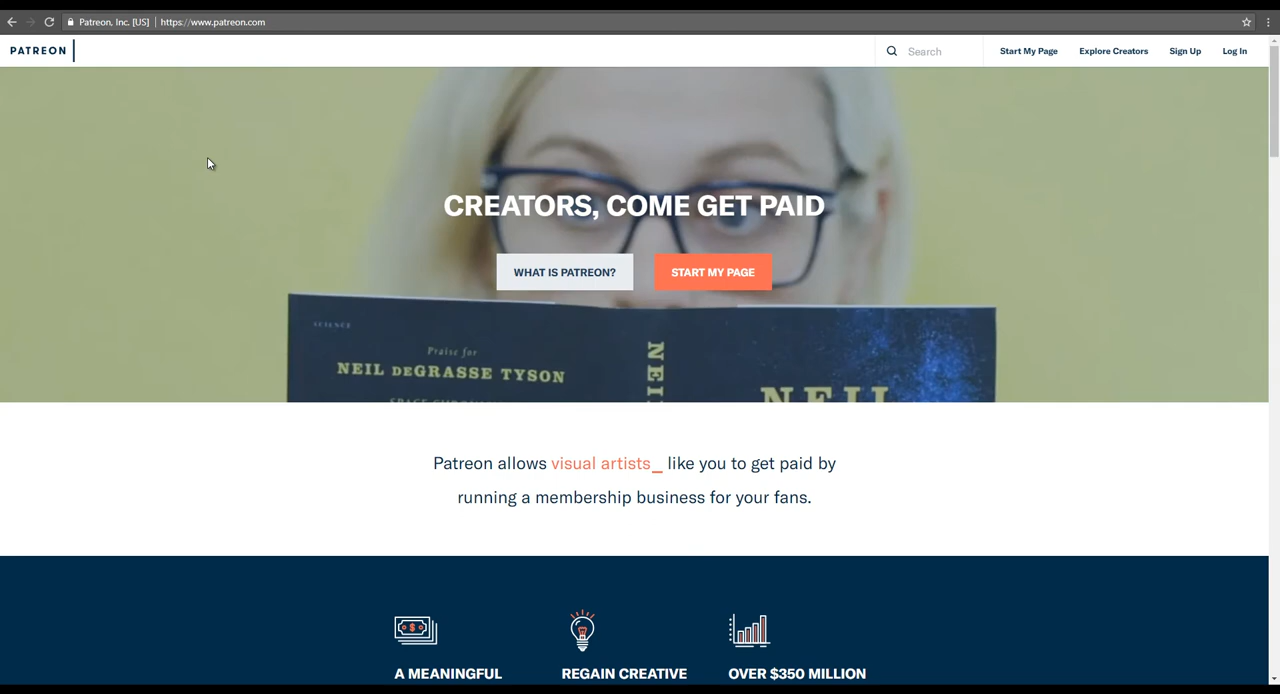 Patreon, Inc. [US] | https://www.patreon.com
PATREON
Search
Start My Page
Explore Creators
Sign Up
Log In
CREATORS, COME GET PAID
WHAT IS PATREON?
START MY PAGE
SCIENCE
Praise for
NEIL DEGRASSE TYSON
NEI
NEIL
Patreon allows visual artists_ like you to get paid by
running a membership business for your fans.
$
A MEANINGFUL
REGAIN CREATIVE
OVER $350 MILLION